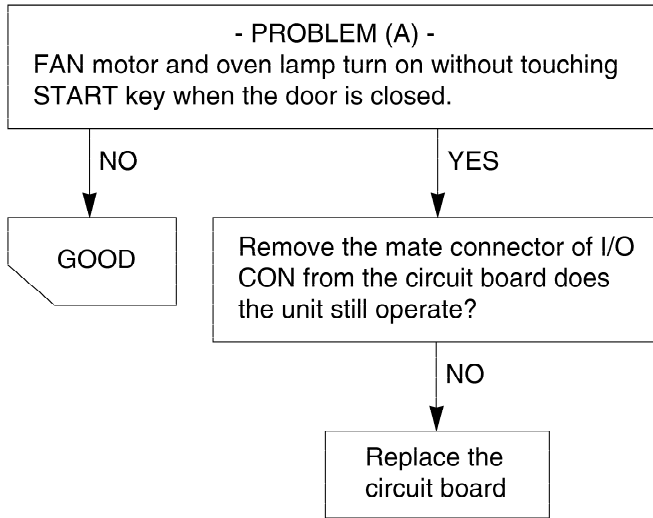 - PROBLEM (A) -
FAN motor and oven lamp turn on without touching
START key when the door is closed.
NO
YES
GOOD
Remove the mate connector of I/O
CON from the circuit board does
the unit still operate?
NO
Replace the
circuit board